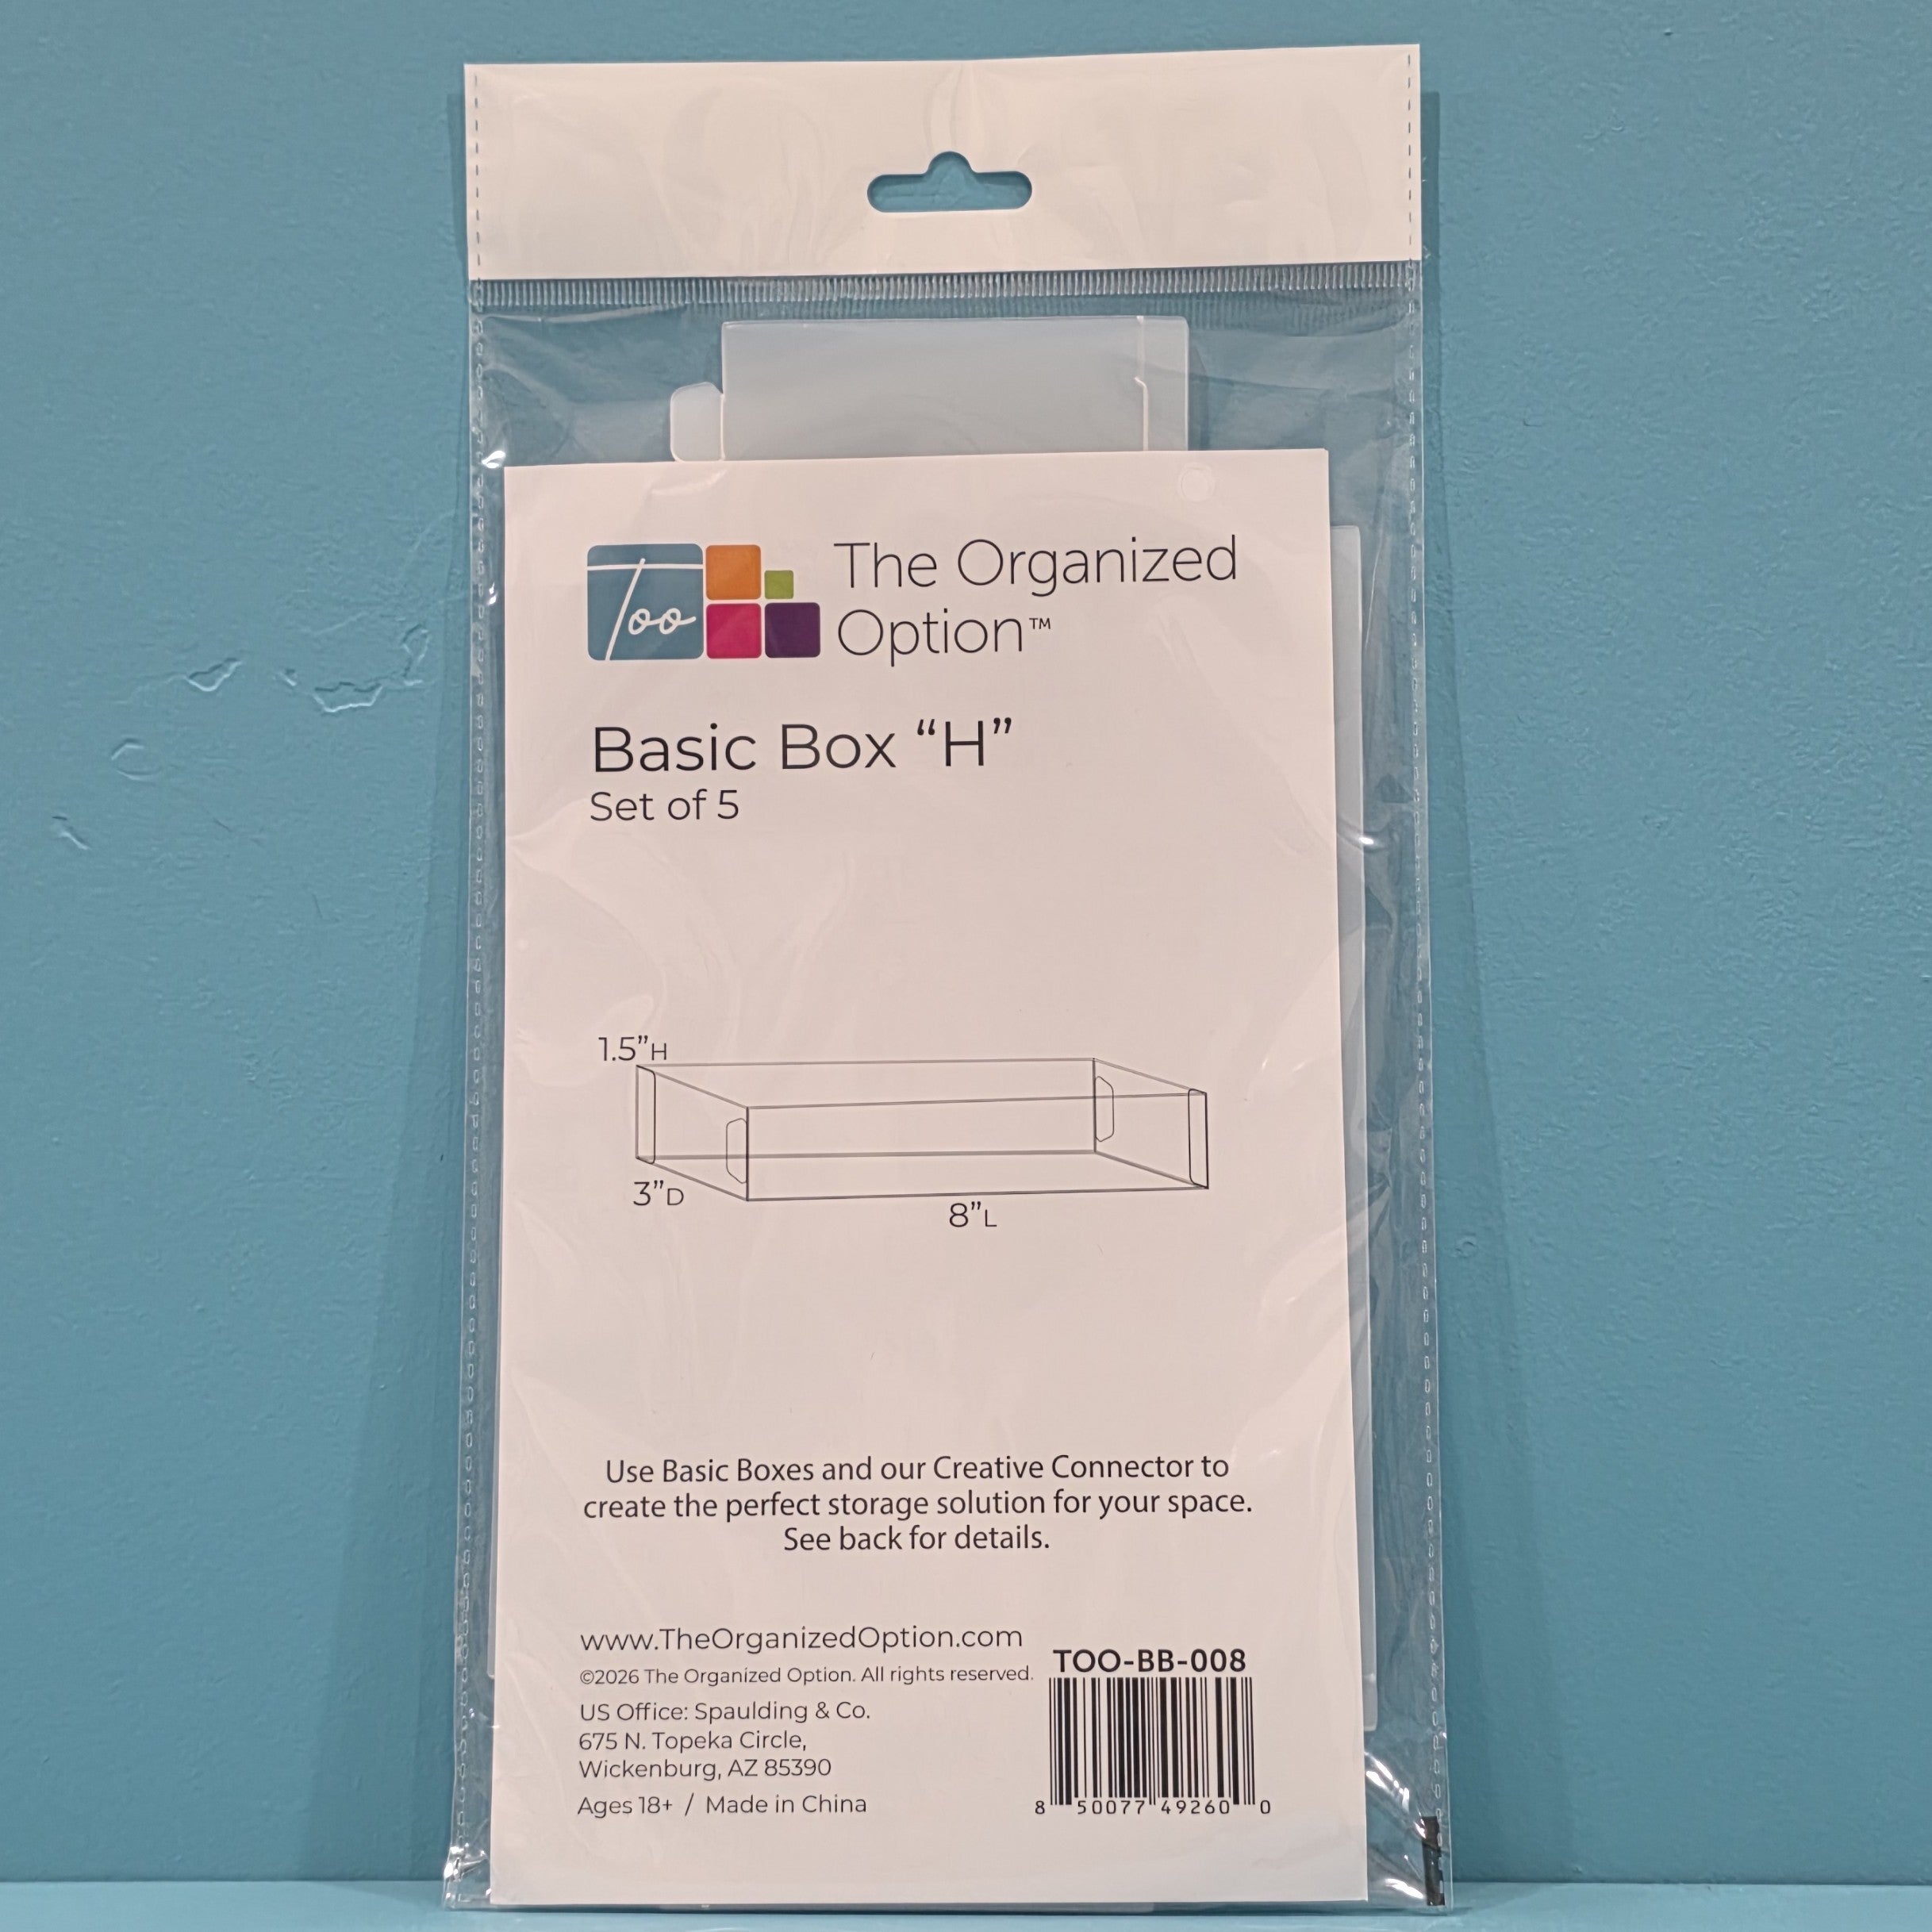 Too
The Organized
Option™
Basic Box “H”
Set of 5
1.5”H
3”D
8”L
Use Basic Boxes and our Creative Connector to
create the perfect storage solution for your space.
See back for details.
www.TheOrganizedOption.com
©2026 The Organized Option. All rights reserved.
US Office: Spaulding & Co.
675 N. Topeka Circle,
Wickenburg, AZ 85390
Ages 18+ / Made in China
TOO-BB-008
8 50077 49260 0